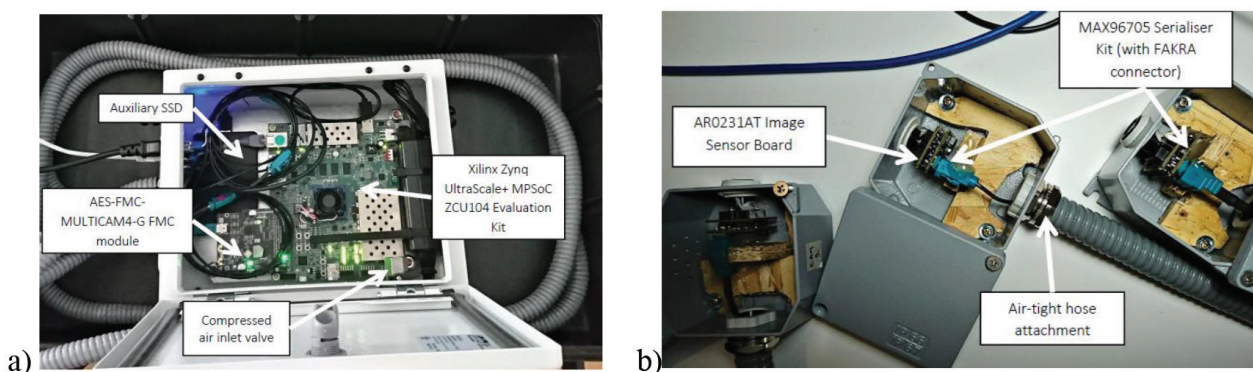 Auxiliary SSD
Xilinx Zynq
UltraScale+ MPSoC
ZCU104 Evaluation
Kit
AES-FMC-
MULTICAM4-G FMC
module
Compressed
air inlet valve
a)
MAX96705 Serialiser
Kit (with FAKRA
connector)
AR0231AT Image
Sensor Board
Air-tight hose
attachment
b)